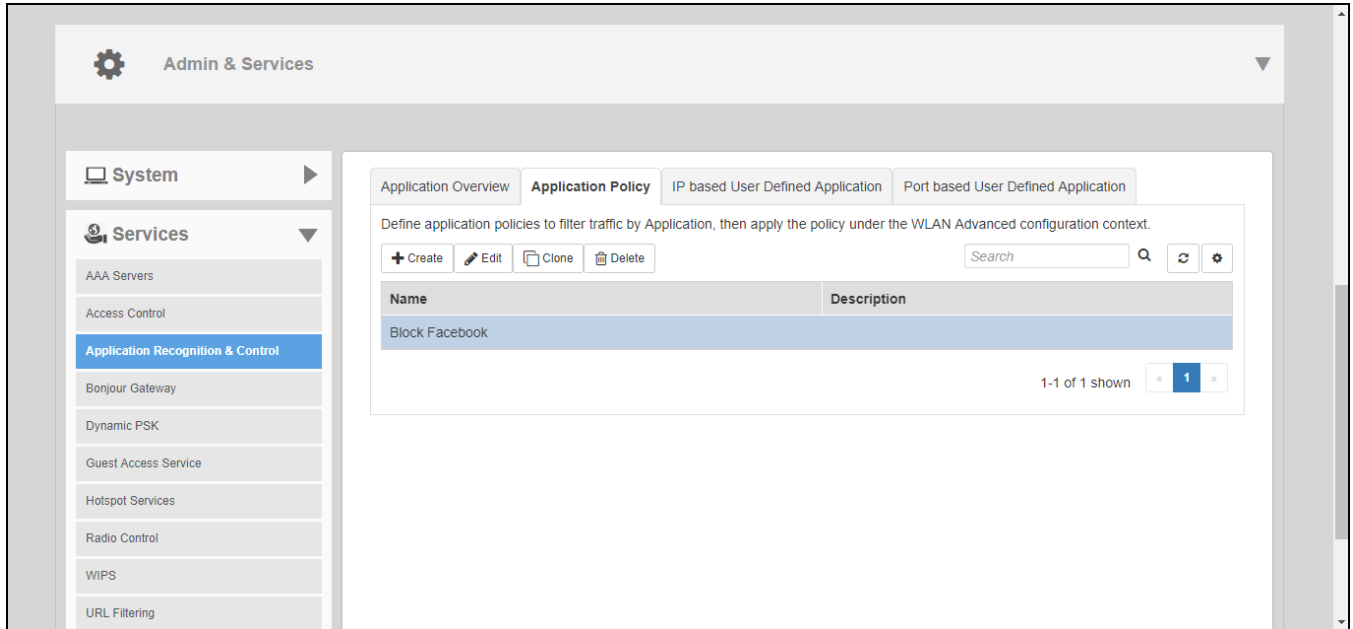 Admin & Services
System
Services
AAA Servers
Access Control
Application Recognition & Control
Bonjour Gateway
Dynamic PSK
Guest Access Service
Hotspot Services
Radio Control
WIPS
URL Filtering
Application Overview Application Policy IP based User Defined Application Port based User Defined Application
Define application policies to filter traffic by Application, then apply the policy under the WLAN Advanced configuration context.
Create Edit Clone Delete Search
Name Description
Block Facebook
1-1 of 1 shown « 1 »